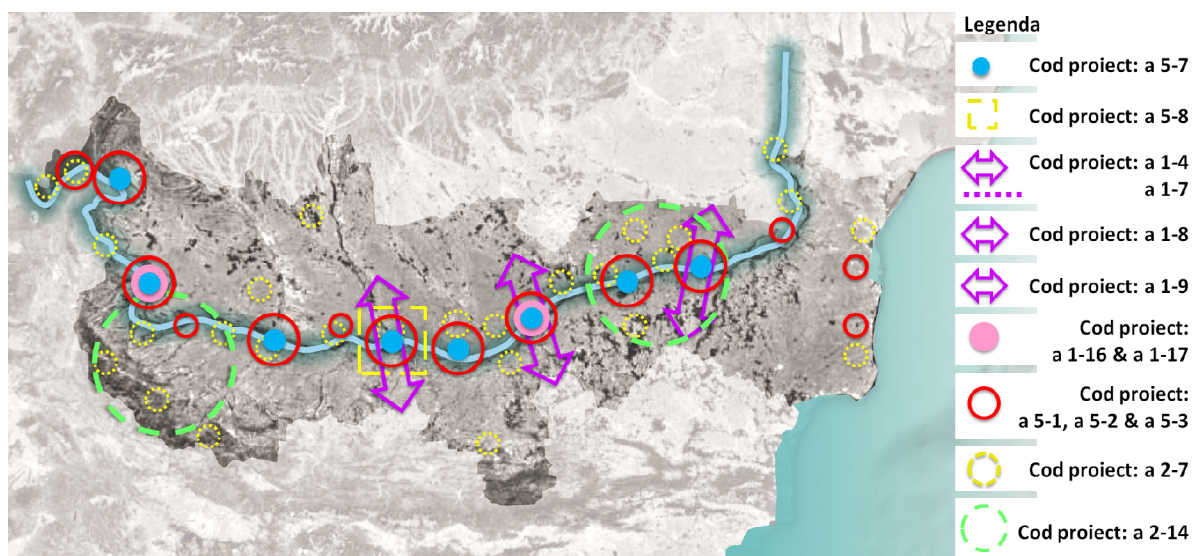 Legenda
Cod proiect: a 5-7
Cod proiect: a 5-8
Cod proiect: a 1-4
a 1-7
Cod proiect: a 1-8
Cod proiect: a 1-9
Cod proiect:
a 1-16 & a 1-17
Cod proiect:
a 5-1, a 5-2 & a 5-3
Cod proiect: a 2-7
Cod proiect: a 2-14